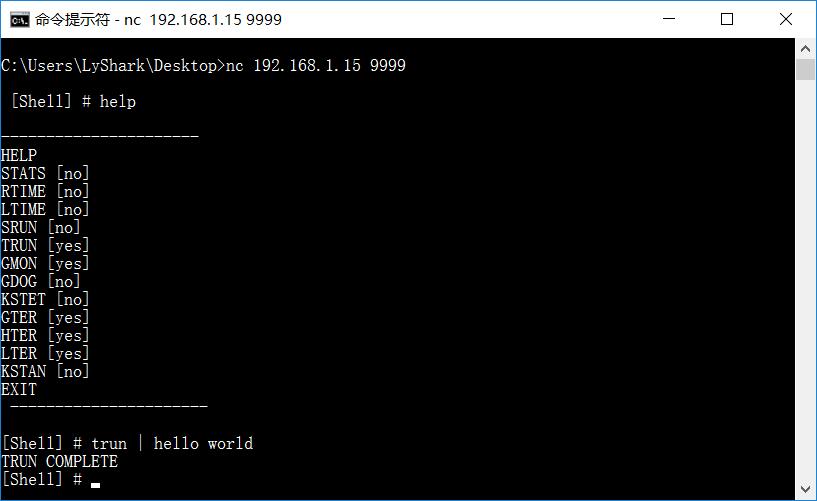 命令提示符 - nc 192.168.1.15 9999
C:\Users\LyShark\Desktop>nc 192.168.1.15 9999
[Shell] # help
----------------------
HELP
STATS [no]
RTIME [no]
LTIME [no]
SRUN [no]
TRUN [yes]
GMON [yes]
GDOG [no]
KSTET [no]
GTER [yes]
HTER [yes]
LTER [yes]
KSTAN [no]
EXIT
----------------------
[Shell] # trun | hello world
TRUN COMPLETE
[Shell] #